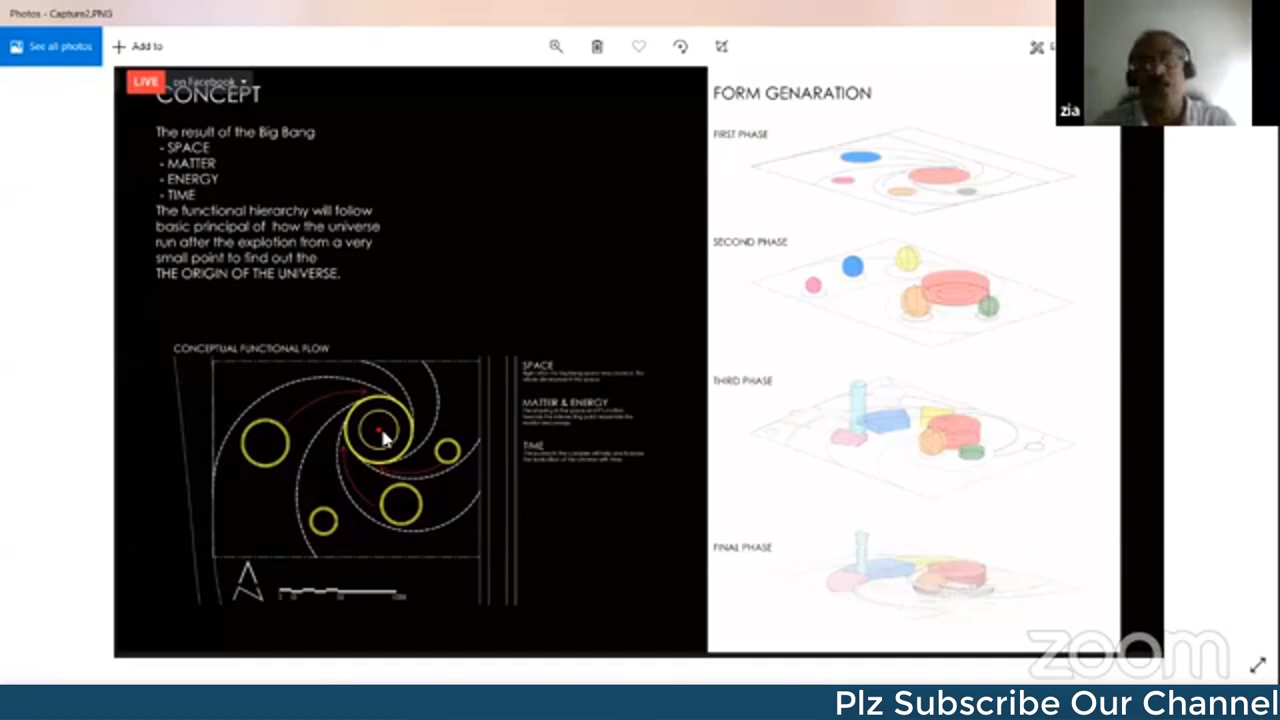 Photos - Capture2.PNG
See all photos
Add to
zia
LIVE on Facebook
CONCEPT
The result of the Big Bang
- SPACE
- MATTER
- ENERGY
- TIME
The functional hierarchy will follow
basic principal of how the universe
run after the explotion from a very
small point to find out the
THE ORIGIN OF THE UNIVERSE.
CONCEPTUAL FUNCTIONAL FLOW
SPACE
MATTER & ENERGY
TIME
FORM GENARATION
FIRST PHASE
SECOND PHASE
THIRD PHASE
FINAL PHASE
zoom
Plz Subscribe Our Channel